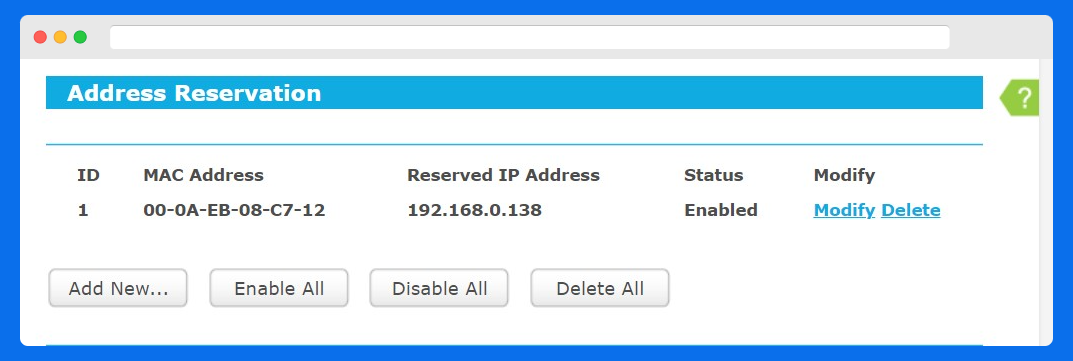 Address Reservation
?
ID MAC Address Reserved IP Address Status Modify
1 00-0A-EB-08-C7-12 192.168.0.138 Enabled Modify Delete
Add New... Enable All Disable All Delete All